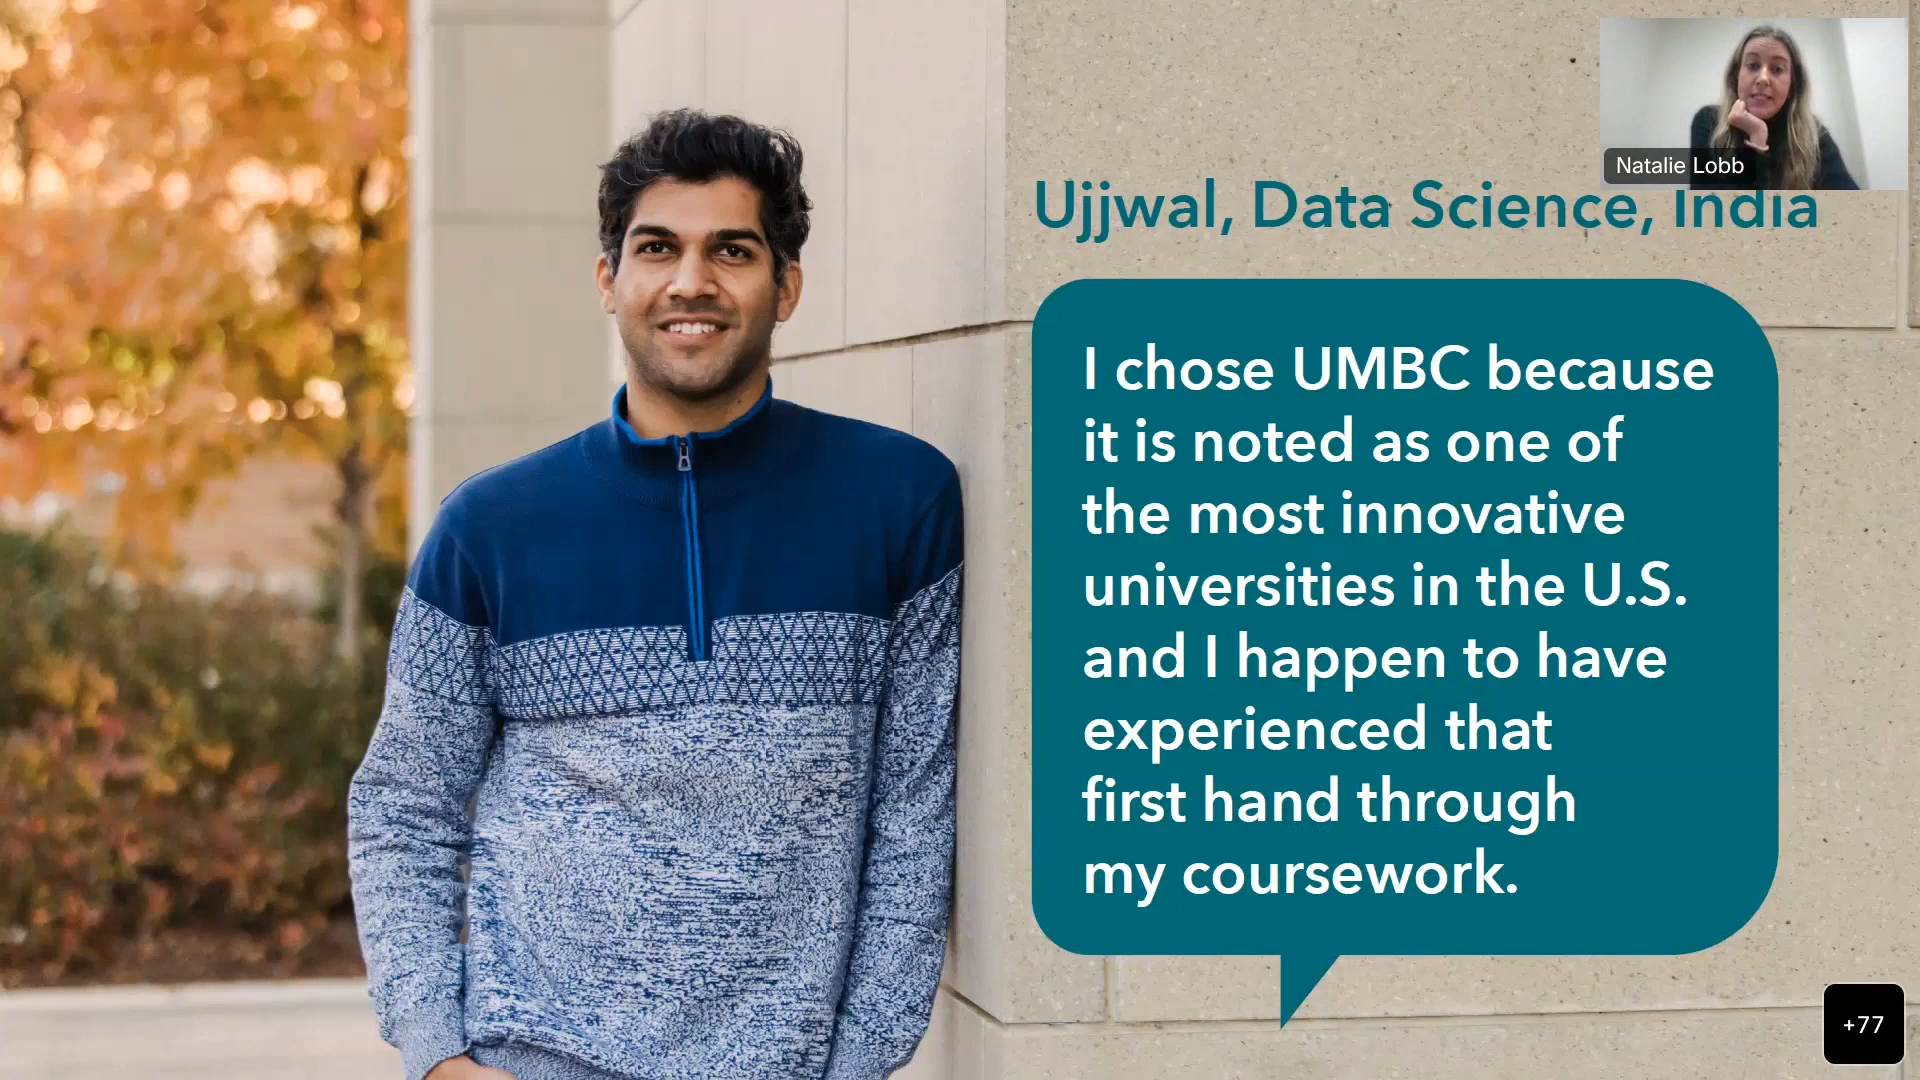 Natalie Lobb
Ujjwal, Data Science, India
I chose UMBC because
it is noted as one of
the most innovative
universities in the U.S.
and I happen to have
experienced that
first hand through
my coursework.
+77